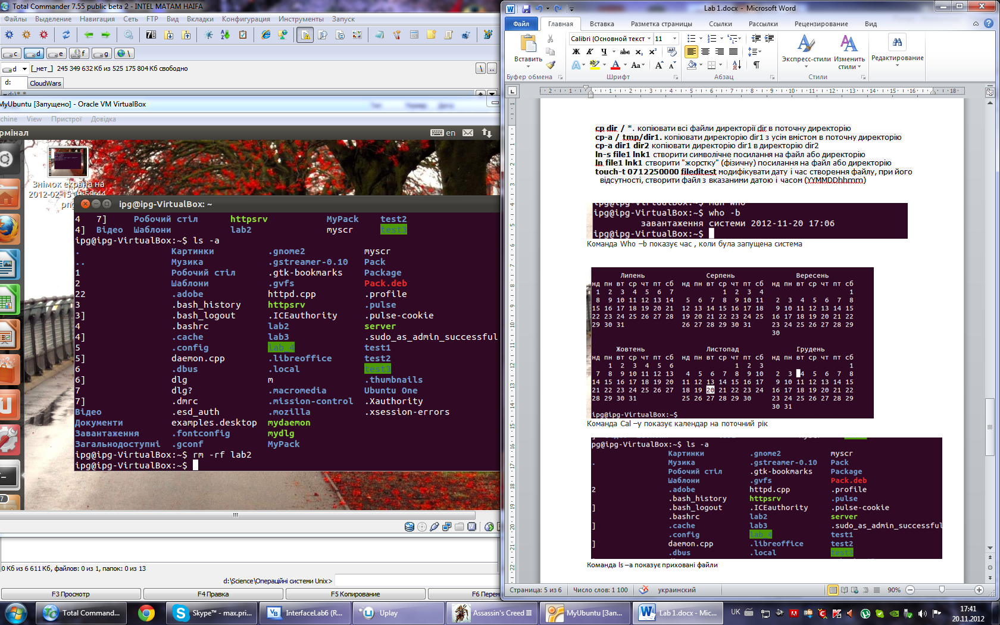 Total Commander 7.55 public beta 2 - INTEL MATAM HAIFA
Файлы Выделение Навигация Сеть FTP Вид Вкладки Конфигурация Инструменты Запуск
c d e f g \
d [_нет_] 245 349 632 Кб из 525 175 804 Кб свободно \ ..
d: CloudWars
d:\*.*
MyUbuntu [Запущено] - Oracle VM VirtualBox
chine View Пристрої Довідка
рмінал en
Знімок екрана на
2012-02-15 19:59:44
png
ipg@ipg-VirtualBox: ~
4 7] Робочий стіл httpsrv MyPack test2
4] Відео Шаблони lab2 myscr test3
ipg@ipg-VirtualBox:~$ ls -a
. Картинки .gnome2 myscr
.. Музика .gstreamer-0.10 Pack
1 Робочий стіл .gtk-bookmarks Package
2 Шаблони .gvfs Pack.deb
22 .adobe httpd.cpp .profile
3 .bash_history httpsrv .pulse
3] .bash_logout .ICEauthority .pulse-cookie
4 .bashrc lab2 server
4] .cache lab3 .sudo_as_admin_successful
5 .config lab_4 test1
5] daemon.cpp .libreoffice test2
6 .dbus .local test3
6] dlg m .thumbnails
7 dlg? .macromedia Ubuntu One
7] .dmrc .mission-control .Xauthority
Відео .esd_auth .mozilla .xsession-errors
Документи examples.desktop mydaemon
Завантаження .fontconfig mydlg
Загальнодоступні .gconf MyPack
ipg@ipg-VirtualBox:~$ rm -rf lab2
ipg@ipg-VirtualBox:~$
0 Кб из 6 611 Кб, файлов: 0 из 1, папок: 0 из 13
d:\Science\Операційні системи Unix>
F3 Просмотр F4 Правка F5 Копирование F6 Перем
Lab 1.docx - Microsoft Word
Файл Главная Вставка Разметка страницы Ссылки Рассылки Рецензирование Вид
Calibri (Основной текст 11
Вставить Ж К Ч abc x₂ x² Экспресс-стили Изменить стили Редактирование
Буфер обмена Шрифт Абзац Стили
cp dir / *. копіювати всі файли директорії dir в поточну директорію
cp-a / tmp/dir1. копіювати директорію dir1 з усім вмістом в поточну директорію
cp-a dir1 dir2 копіювати директорію dir1 в директорію dir2
ln-s file1 lnk1 створити символічне посилання на файл або директорію
ln file1 lnk1 створити "жорстку" (фізичну) посилання на файл або директорію
touch-t 0712250000 fileditest модифікувати дату і час створення файлу, при його
відсутності, створити файл з вказаними датою і часом (YYMMDDhhmm)
ipg@ipg-VirtualBox:~$ man who
ipg@ipg-VirtualBox:~$ who -b
завантаження системи 2012-11-20 17:06
ipg@ipg-VirtualBox:~$
Команда Who –b показує час , коли була запущена система
Липень Серпень Вересень
нд пн вт ср чт пт сб нд пн вт ср чт пт сб нд пн вт ср чт пт сб
1 2 3 4 5 6 7 1 2 3 4 1
8 9 10 11 12 13 14 5 6 7 8 9 10 11 2 3 4 5 6 7 8
15 16 17 18 19 20 21 12 13 14 15 16 17 18 9 10 11 12 13 14 15
22 23 24 25 26 27 28 19 20 21 22 23 24 25 16 17 18 19 20 21 22
29 30 31 26 27 28 29 30 31 23 24 25 26 27 28 29
30
Жовтень Листопад Грудень
нд пн вт ср чт пт сб нд пн вт ср чт пт сб нд пн вт ср чт пт сб
1 2 3 4 5 6 1 2 3 1
7 8 9 10 11 12 13 4 5 6 7 8 9 10 2 3 4 5 6 7 8
14 15 16 17 18 19 20 11 12 13 14 15 16 17 9 10 11 12 13 14 15
21 22 23 24 25 26 27 18 19 20 21 22 23 24 16 17 18 19 20 21 22
28 29 30 31 25 26 27 28 29 30 23 24 25 26 27 28 29
30 31
ipg@ipg-VirtualBox:~$
Команда Cal –y показує календар на поточний рік
pg@ipg-VirtualBox:~$ ls -a
Картинки .gnome2 myscr
. Музика .gstreamer-0.10 Pack
Робочий стіл .gtk-bookmarks Package
Шаблони .gvfs Pack.deb
2 .adobe httpd.cpp .profile
.bash_history httpsrv .pulse
] .bash_logout .ICEauthority .pulse-cookie
.bashrc lab2 server
] .cache lab3 .sudo_as_admin_successful
.config lab_4 test1
] daemon.cpp .libreoffice test2
.dbus .local test3
Команда ls –a показує приховані файли
Страница: 5 из 6 Число слов: 1 100 украинский 90%
Total Command... Skype™ - max.pri... InterfaceLab6 (R... Uplay Assassin's Creed III MyUbuntu [Зап... Lab 1.docx - Mic... UK 17:41
20.11.2012